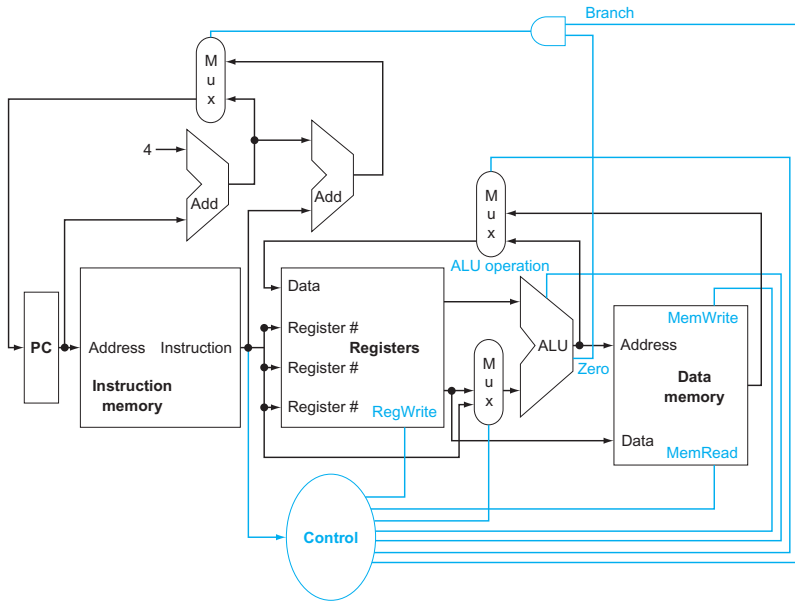 Branch
M
u
x
4
Add
Add
M
u
x
ALU operation
Data
Register #
Register #
Register #
Registers
RegWrite
PC
Address
Instruction
Instruction
memory
M
u
x
ALU
Zero
MemWrite
Address
Data
memory
Data
MemRead
Control